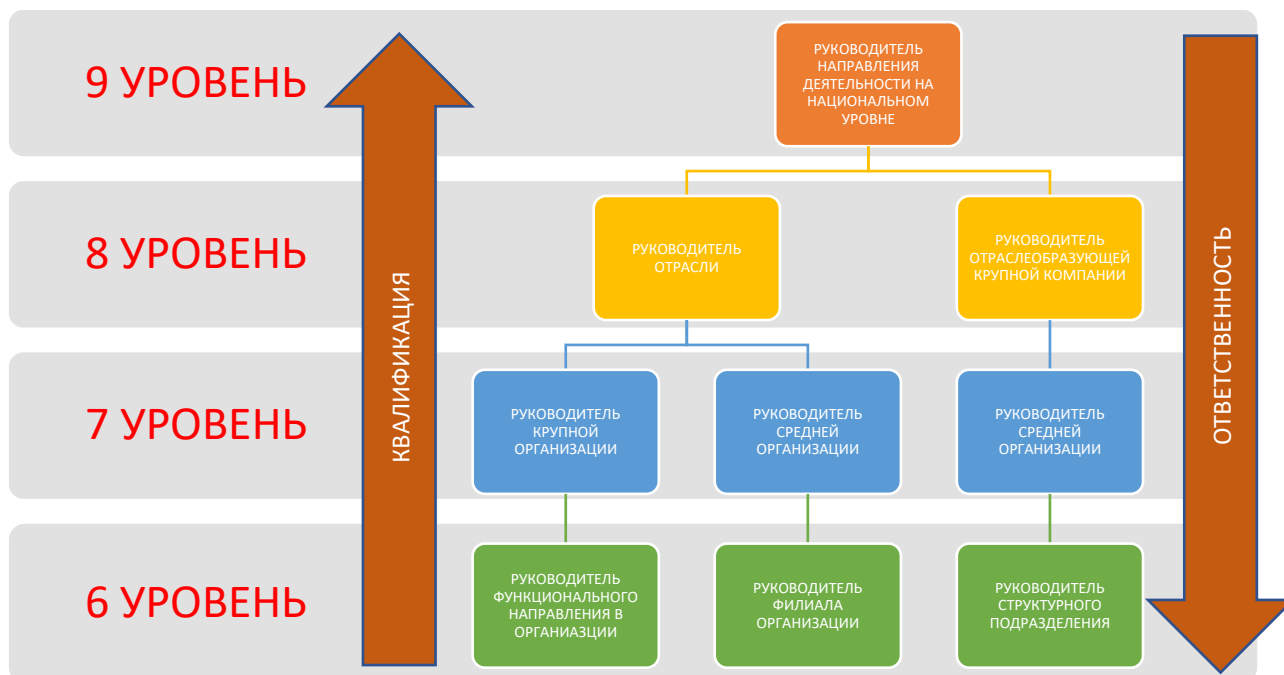 9 УРОВЕНЬ
РУКОВОДИТЕЛЬ
НАПРАВЛЕНИЯ
ДЕЯТЕЛЬНОСТИ НА
НАЦИОНАЛЬНОМ
УРОВНЕ
8 УРОВЕНЬ
РУКОВОДИТЕЛЬ
ОТРАСЛИ
РУКОВОДИТЕЛЬ
ОТРАСЛЕОБРАЗУЮЩЕЙ
КРУПНОЙ КОМПАНИИ
КВАЛИФИКАЦИЯ
ОТВЕТСТВЕННОСТЬ
7 УРОВЕНЬ
РУКОВОДИТЕЛЬ
КРУПНОЙ
ОРГАНИЗАЦИИ
РУКОВОДИТЕЛЬ
СРЕДНЕЙ
ОРГАНИЗАЦИИ
РУКОВОДИТЕЛЬ
СРЕДНЕЙ
ОРГАНИЗАЦИИ
6 УРОВЕНЬ
РУКОВОДИТЕЛЬ
ФУНКЦИОНАЛЬНОГО
НАПРАВЛЕНИЯ В
ОРГАНИАЗЦИИ
РУКОВОДИТЕЛЬ
ФИЛИАЛА
ОРГАНИЗАЦИИ
РУКОВОДИТЕЛЬ
СТРУКТУРНОГО
ПОДРАЗДЕЛЕНИЯ